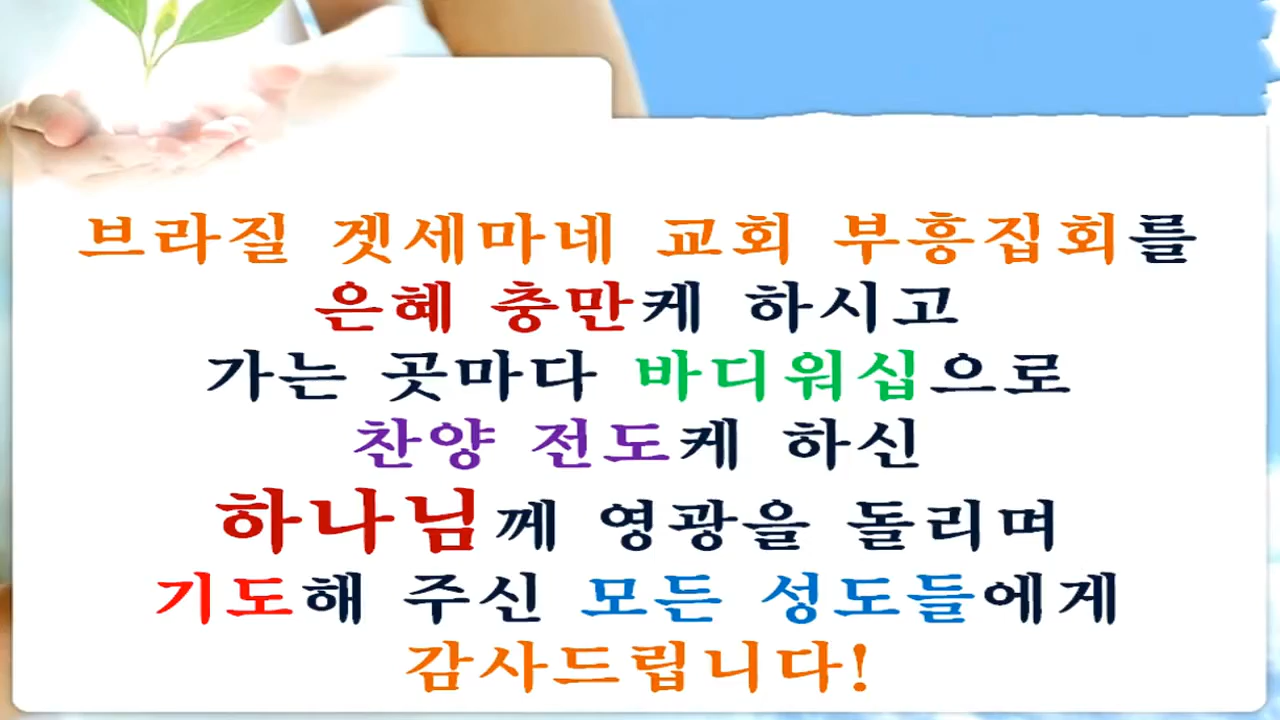 브라질 겟세마네 교회 부흥집회를
은혜 충만케 하시고
가는 곳마다 바디워십으로
찬양 전도케 하신
하나님께 영광을 돌리며
기도해 주신 모든 성도들에게
감사드립니다!